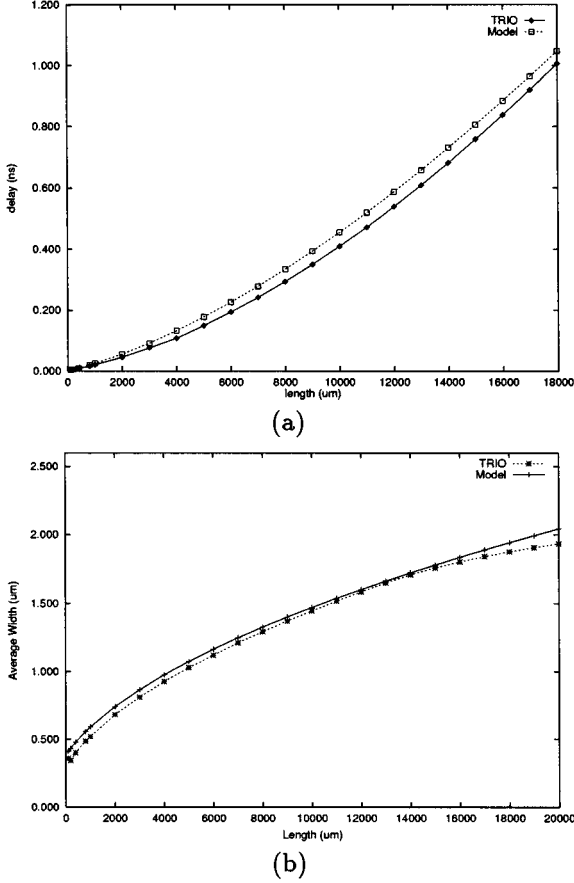 1.200
1.000
0.800
0.600
0.400
0.200
0.000
delay (ns)
TRIO
Model
0 2000 4000 6000 8000 10000 12000 14000 16000 18000
length (um)
(a)
2.500
2.000
1.500
1.000
0.500
0.000
Average Width (um)
TRIO
Model
0 2000 4000 6000 8000 10000 12000 14000 16000 18000 20000
Length (um)
(b)